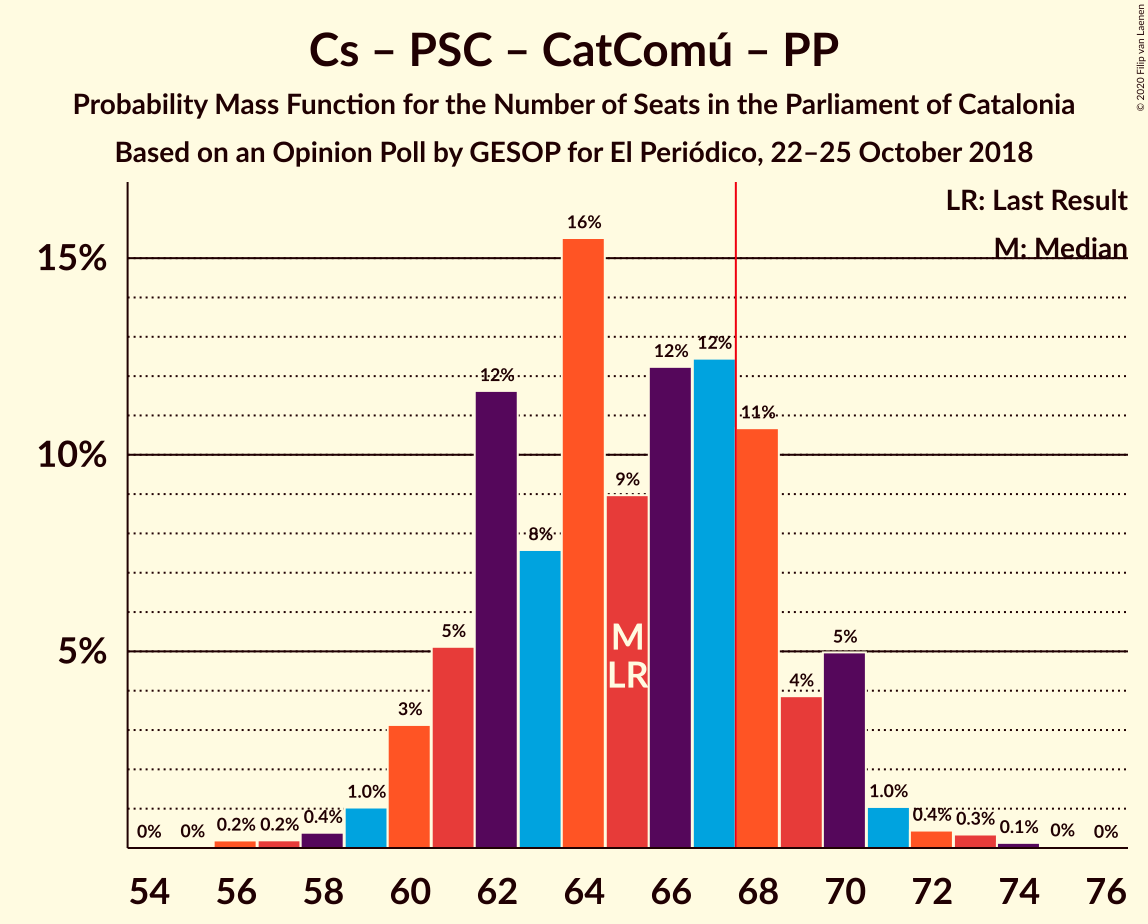 Cs – PSC – CatComú – PP
Probability Mass Function for the Number of Seats in the Parliament of Catalonia
Based on an Opinion Poll by GESOP for El Periódico, 22–25 October 2018
© 2020 Filip van Laenen
LR: Last Result
M: Median
15%
10%
5%
0% 0% 0.2% 0.2% 0.4% 1.0% 3% 5% 12% 8% 16% 9% 12% 12% 11% 4% 5% 1.0% 0.4% 0.3% 0.1% 0% 0%
M
LR
54 56 58 60 62 64 66 68 70 72 74 76